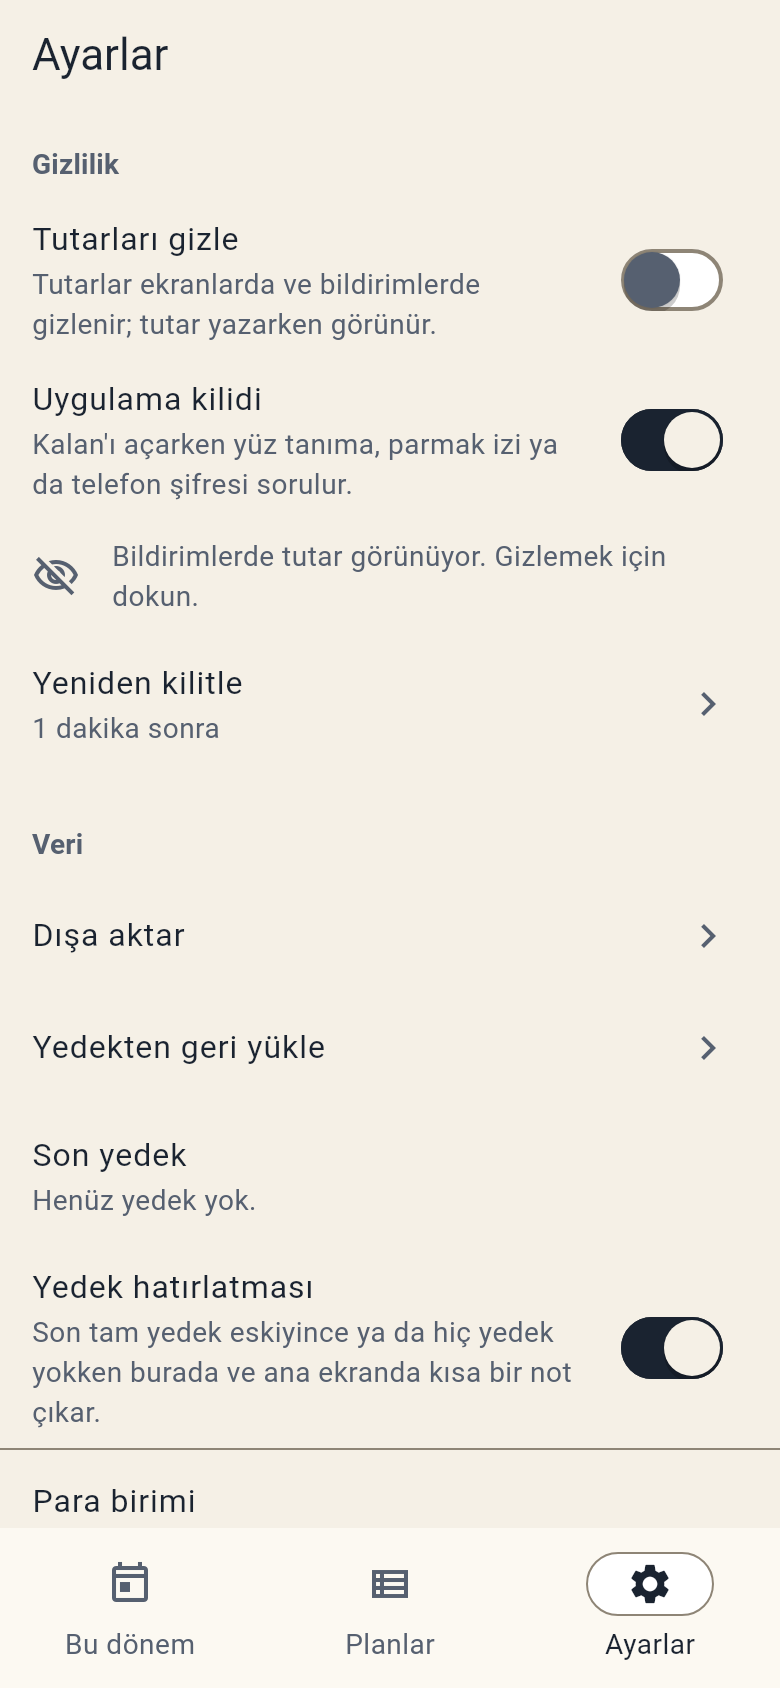 Ayarlar
Gizlilik
Tutarları gizle
Tutarlar ekranlarda ve bildirimlerde
gizlenir; tutar yazarken görünür.
Uygulama kilidi
Kalan'ı açarken yüz tanıma, parmak izi ya
da telefon şifresi sorulur.
Bildirimlerde tutar görünüyor. Gizlemek için
dokun.
Yeniden kilitle
1 dakika sonra
Veri
Dışa aktar
Yedekten geri yükle
Son yedek
Henüz yedek yok.
Yedek hatırlatması
Son tam yedek eskiyince ya da hiç yedek
yokken burada ve ana ekranda kısa bir not
çıkar.
Para birimi
Bu dönem
Planlar
Ayarlar